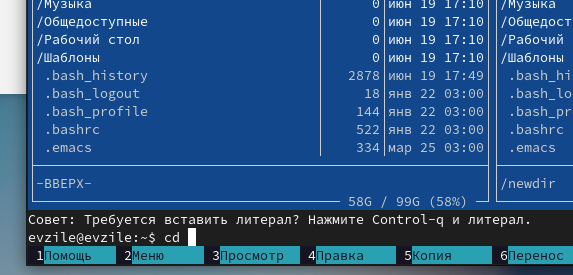 /Музыка 0 июн 19 17:10 /Музыка
/Общедоступные 0 июн 19 17:10 /Общедост
/Рабочий стол 0 июн 19 17:10 /Рабочий
/Шаблоны 0 июн 19 17:10 /Шаблоны
.bash_history 2878 июн 19 17:49 .bash_hi
.bash_logout 18 янв 22 03:00 .bash_lo
.bash_profile 144 янв 22 03:00 .bash_pr
.bashrc 522 янв 22 03:00 .bashrc
.emacs 334 мар 25 03:00 .emacs
-ВВЕРХ- /newdir
58G / 99G (58%)
Совет: Требуется вставить литерал? Нажмите Control-q и литерал.
evzile@evzile:~$ cd
1Помощь 2Меню 3Просмотр 4Правка 5Копия 6Перенос